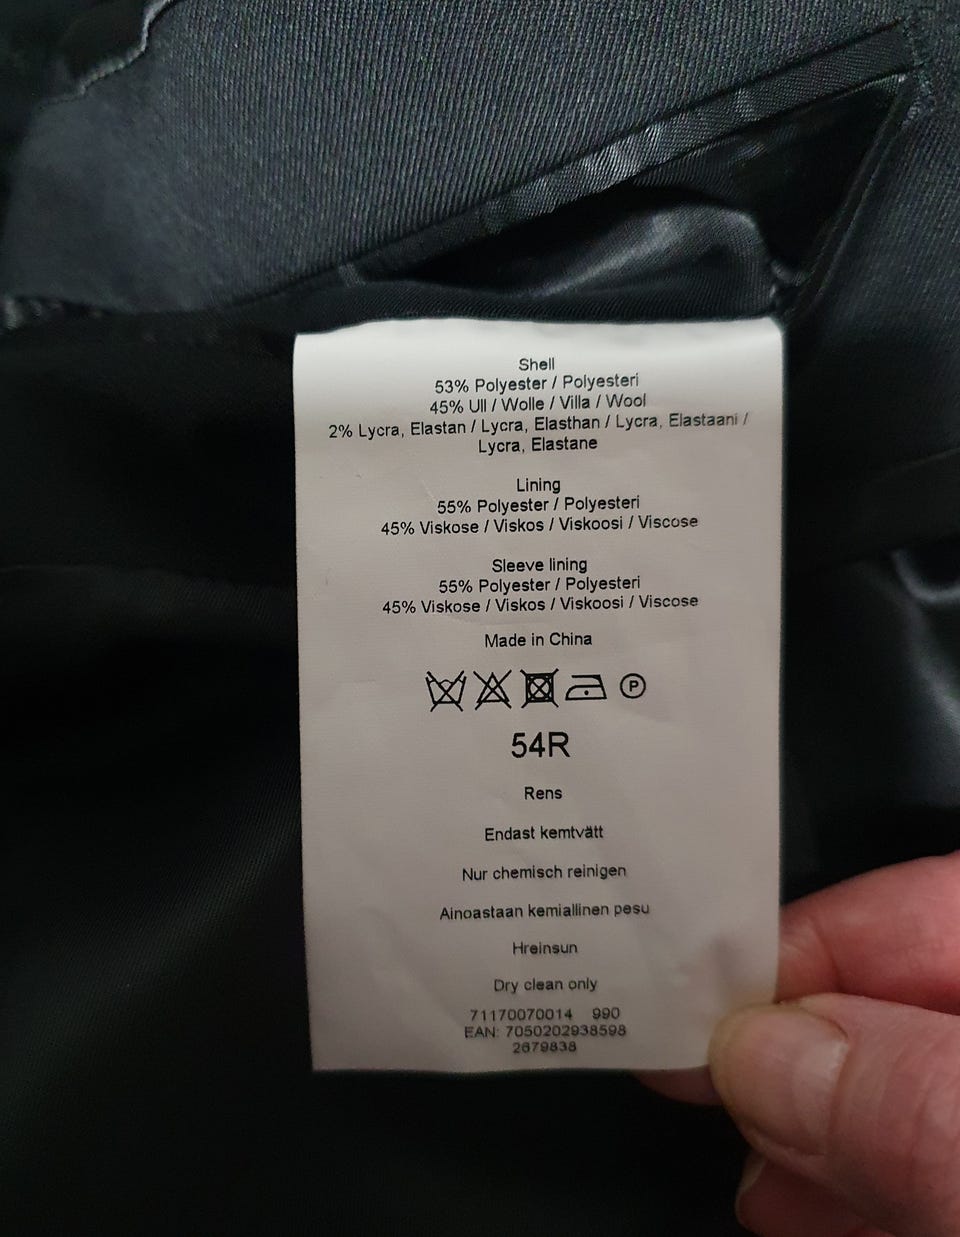 Shell
53% Polyester / Polyesteri
45% Ull / Wolle / Villa / Wool
2% Lycra, Elastan / Lycra, Elasthan / Lycra, Elastaani /
Lycra, Elastane
Lining
55% Polyester / Polyesteri
45% Viskose / Viskos / Viskoosi / Viscose
Sleeve lining
55% Polyester / Polyesteri
45% Viskose / Viskos / Viskoosi / Viscose
Made in China
P
54R
Rens
Endast kemtvätt
Nur chemisch reinigen
Ainoastaan kemiallinen pesu
Hreinsun
Dry clean only
71170070014 990
EAN: 7050202938598
2679838